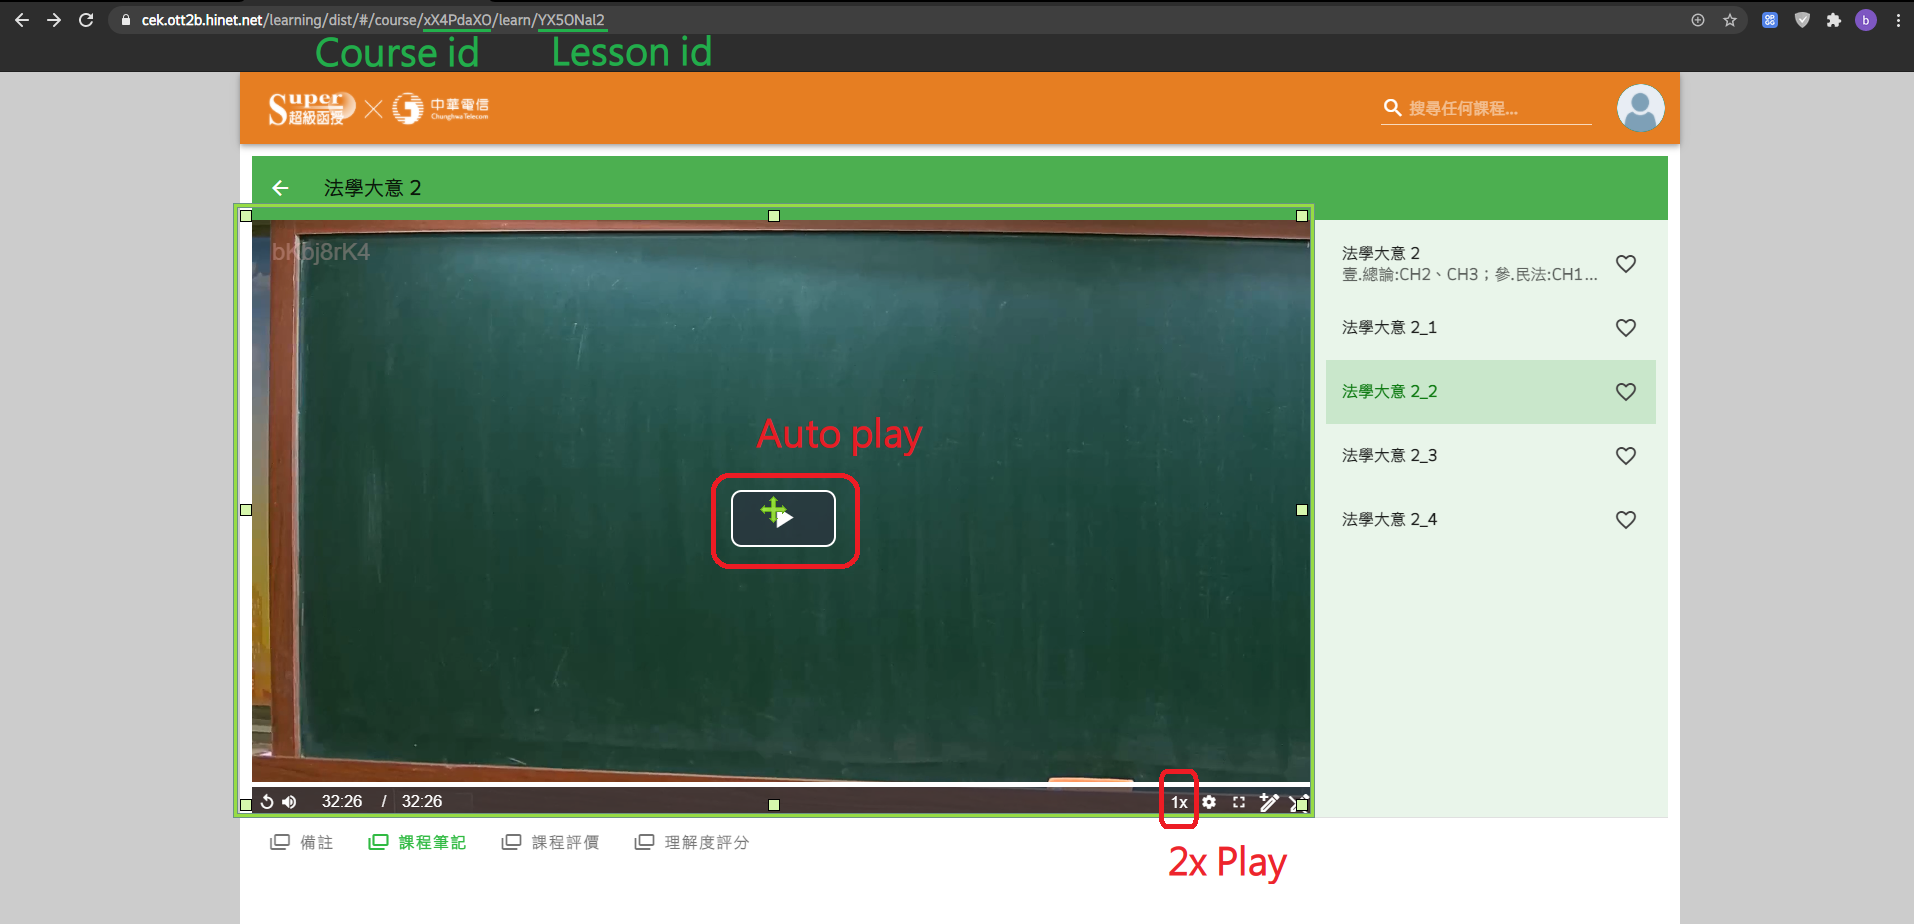 cek.ott2b.hinet.net/learning/dist/#/course/xX4PdaXO/learn/YX5ONal2
b
Course id
Lesson id
Super
超級函授
中華電信
Chunghwa Telecom
搜尋任何課程...
法學大意 2
bKbj8rK4
法學大意 2
壹.總論:CH2、CH3；參.民法:CH1...
法學大意 2_1
法學大意 2_2
法學大意 2_3
法學大意 2_4
Auto play
32:26 / 32:26
1x
備註
課程筆記
課程評價
理解度評分
2x Play